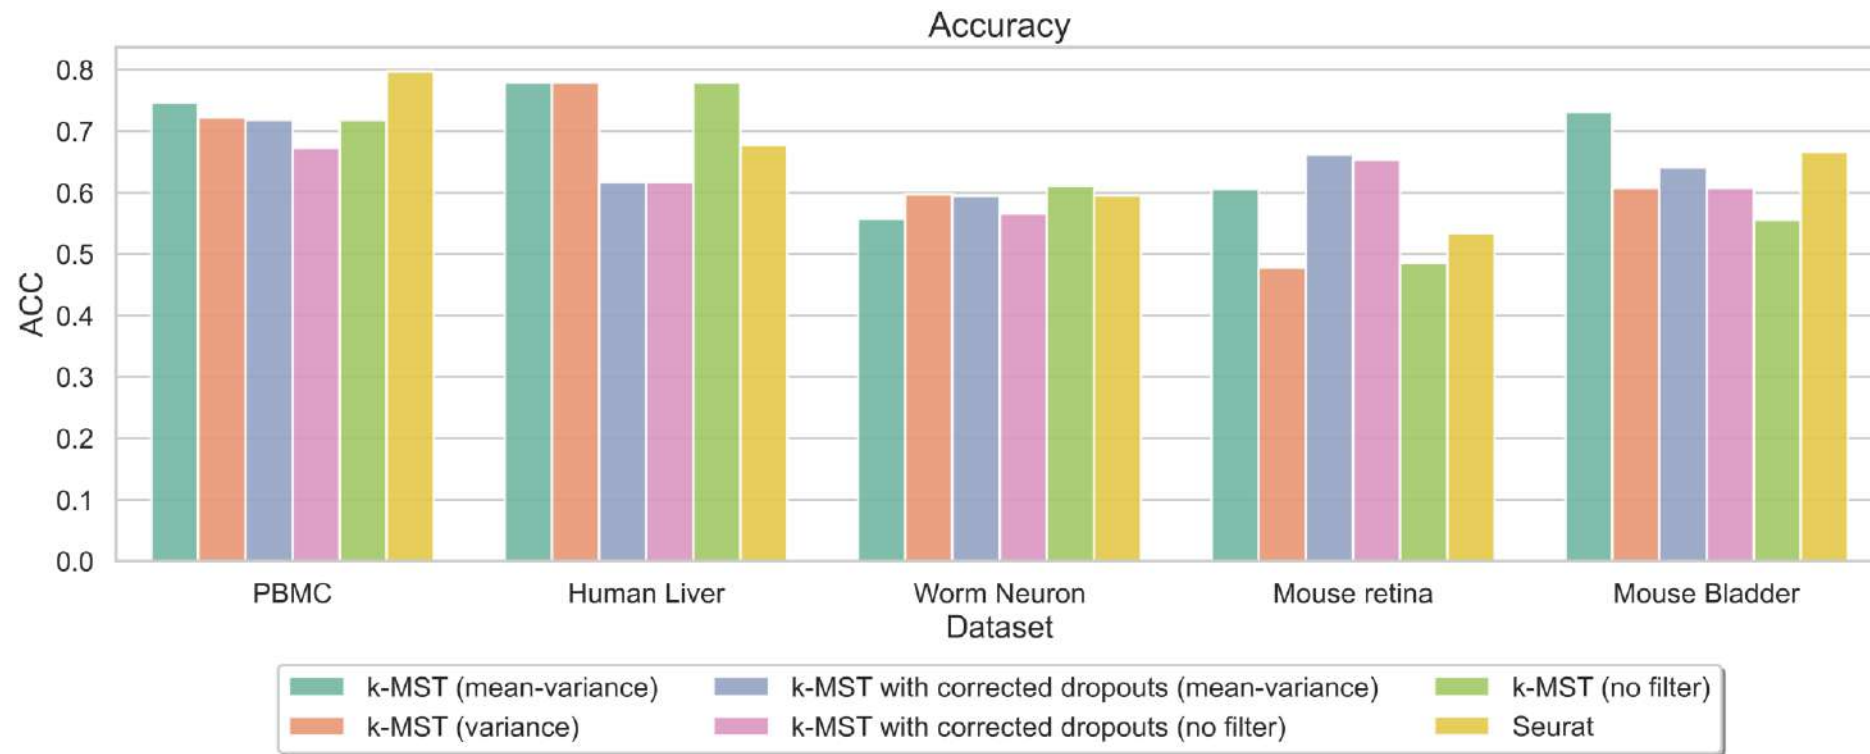 Accuracy
ACC
0.8
0.7
0.6
0.5
0.4
0.3
0.2
0.1
0.0
PBMC Human Liver Worm Neuron Mouse retina Mouse Bladder
Dataset
k-MST (mean-variance) k-MST with corrected dropouts (mean-variance) k-MST (no filter)
k-MST (variance) k-MST with corrected dropouts (no filter) Seurat